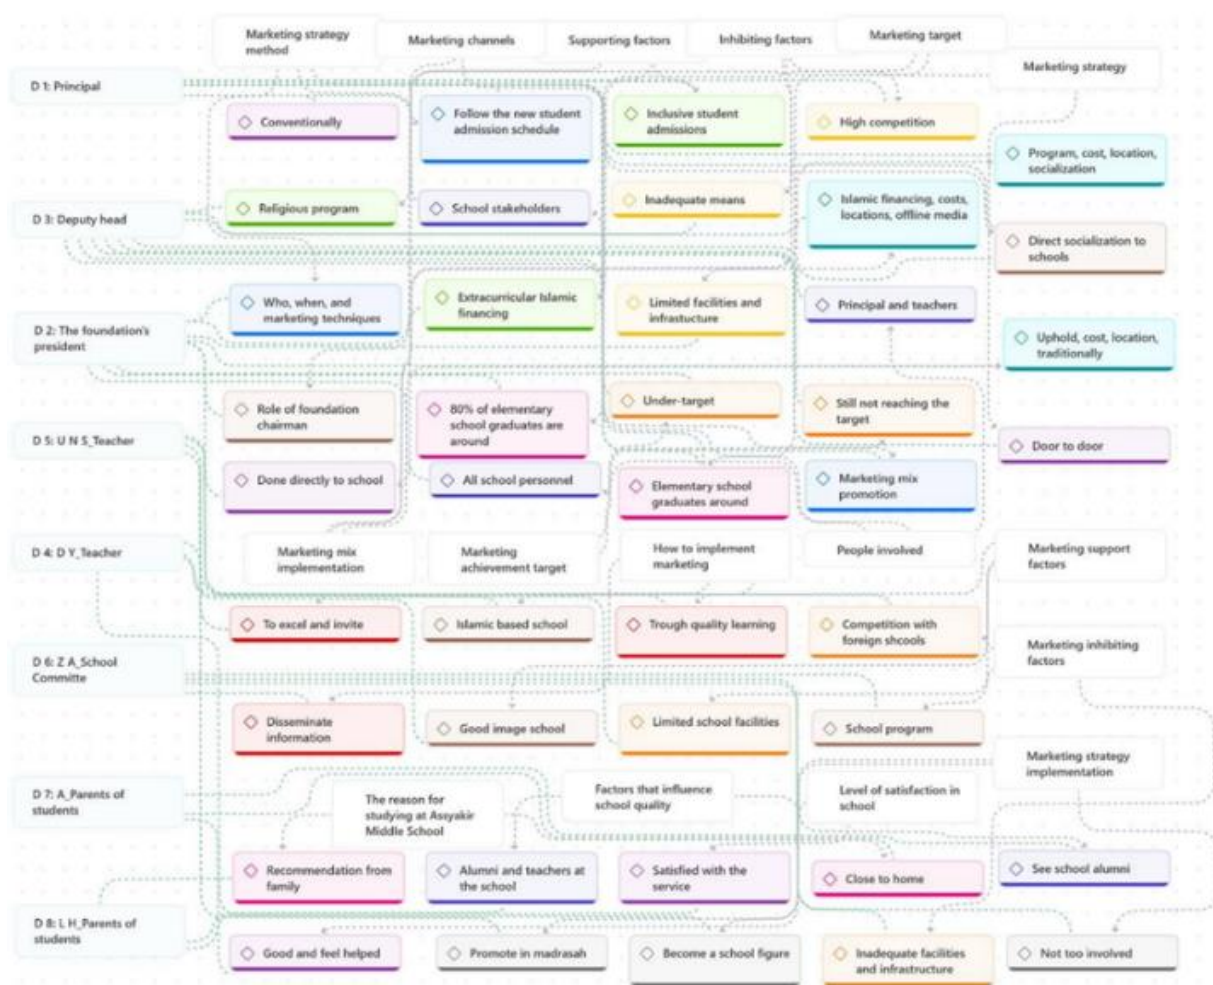 Marketing strategy
method
Marketing channels
Supporting factors
Inhibiting factors
Marketing target
Marketing strategy
D 1: Principal
Conventionally
Follow the new student
admission schedule
Inclusive student
admissions
High competition
Program, cost, location,
socialization
D 3: Deputy head
Religious program
School stakeholders
Inadequate means
Islamic financing, costs,
locations, offline media
Direct socialization to
schools
D 2: The foundation's
president
Who, when, and
marketing techniques
Extracurricular Islamic
financing
Limited facilities and
infrastucture
Principal and teachers
Uphold, cost, location,
traditionally
Role of foundation
chairman
80% of elementary
school graduates are
around
Under-target
Still not reaching the
target
Door to door
D 5: U N S_Teacher
Done directly to school
All school personnel
Elementary school
graduates around
Marketing mix
promotion
D 4: D Y_Teacher
Marketing mix
implementation
Marketing
achievement target
How to implement
marketing
People involved
Marketing support
factors
To excel and invite
Islamic based school
Trough quality learning
Competition with
foreign shcools
Marketing inhibiting
factors
D 6: Z A_School
Committe
Disseminate
information
Good image school
Limited school facilities
School program
Marketing strategy
implementation
D 7: A_Parents of
students
The reason for
studying at Assyakir
Middle School
Factors that influence
school quality
Level of satisfaction in
school
Recommendation from
family
Alumni and teachers at
the school
Satisfied with the
service
Close to home
See school alumni
D 8: L H_Parents of
students
Good and feel helped
Promote in madrasah
Become a school figure
Inadequate facilities
and infrastructure
Not too involved